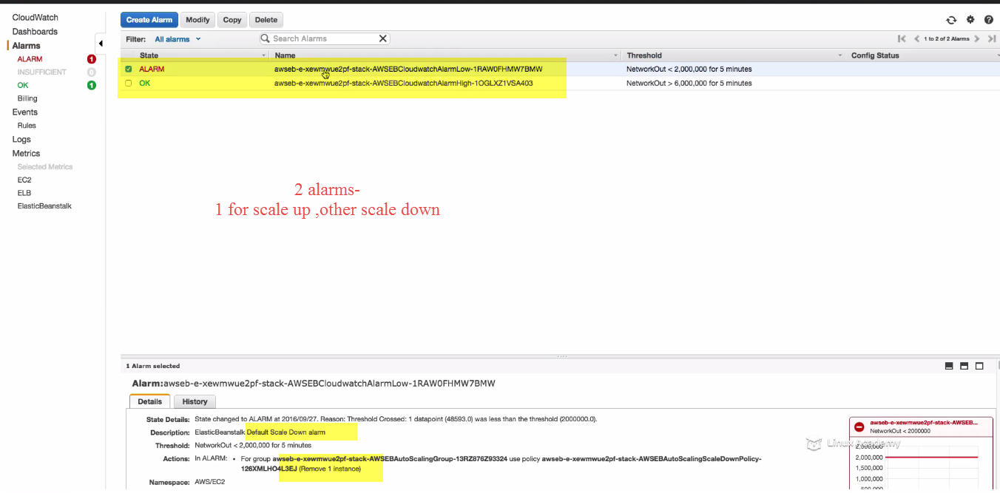 CloudWatch
Dashboards
Alarms
ALARM 1
INSUFFICIENT 0
OK 1
Billing
Events
Rules
Logs
Metrics
Selected Metrics
EC2
ELB
ElasticBeanstalk
Create Alarm Modify Copy Delete
Filter: All alarms Search Alarms 1 to 2 of 2 Alarms
State Name Threshold Config Status
ALARM awseb-e-xewmwue2pf-stack-AWSEBCloudwatchAlarmLow-1RAW0FHMW7BMW NetworkOut < 2,000,000 for 5 minutes
OK awseb-e-xewmwue2pf-stack-AWSEBCloudwatchAlarmHigh-1OGLXZ1VSA403 NetworkOut > 6,000,000 for 5 minutes
2 alarms-
1 for scale up ,other scale down
1 Alarm selected
Alarm:awseb-e-xewmwue2pf-stack-AWSEBCloudwatchAlarmLow-1RAW0FHMW7BMW
Details History
State Details: State changed to ALARM at 2016/09/27. Reason: Threshold Crossed: 1 datapoint (48593.0) was less than the threshold (2000000.0).
Description: ElasticBeanstalk Default Scale Down alarm
Threshold: NetworkOut < 2,000,000 for 5 minutes
Actions: In ALARM: • For group awseb-e-xewmwue2pf-stack-AWSEBAutoScalingGroup-13RZ876Z93324 use policy awseb-e-xewmwue2pf-stack-AWSEBAutoScalingScaleDownPolicy-
126XMLHO4L3EJ (Remove 1 instance)
Namespace: AWS/EC2
awseb-e-xewmwue2pf-stack-AWSEB...
NetworkOut < 2000000
Linux Academy
2,500,000
2,000,000
1,500,000
1,000,000
500,000